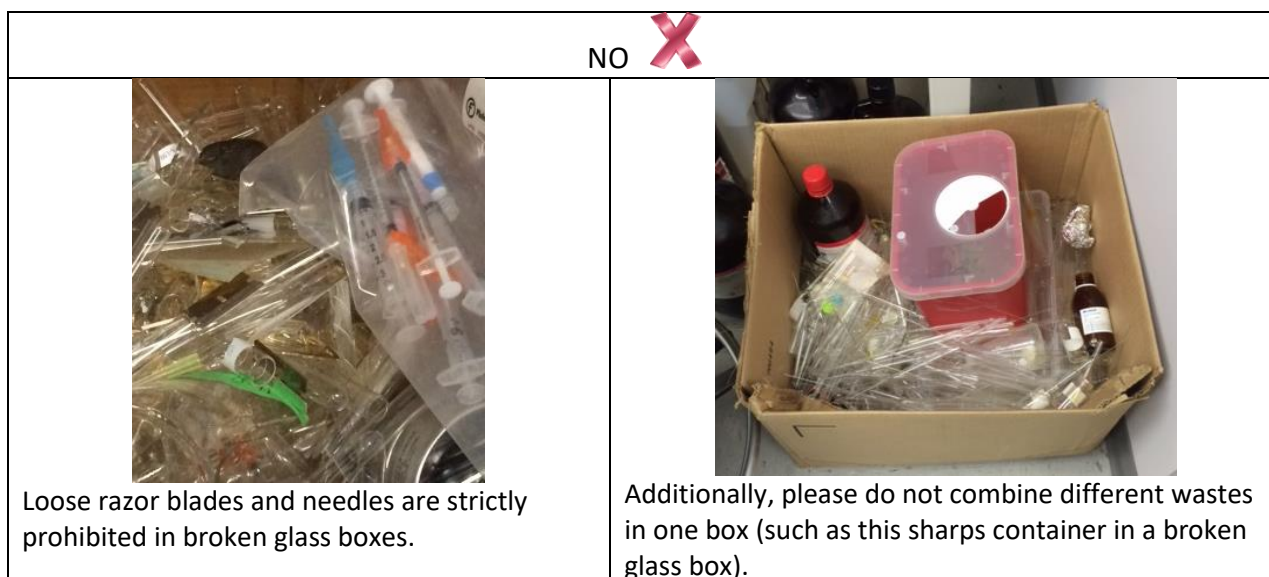 NO
Loose razor blades and needles are strictly
prohibited in broken glass boxes.
Additionally, please do not combine different wastes
in one box (such as this sharps container in a broken
glass box).